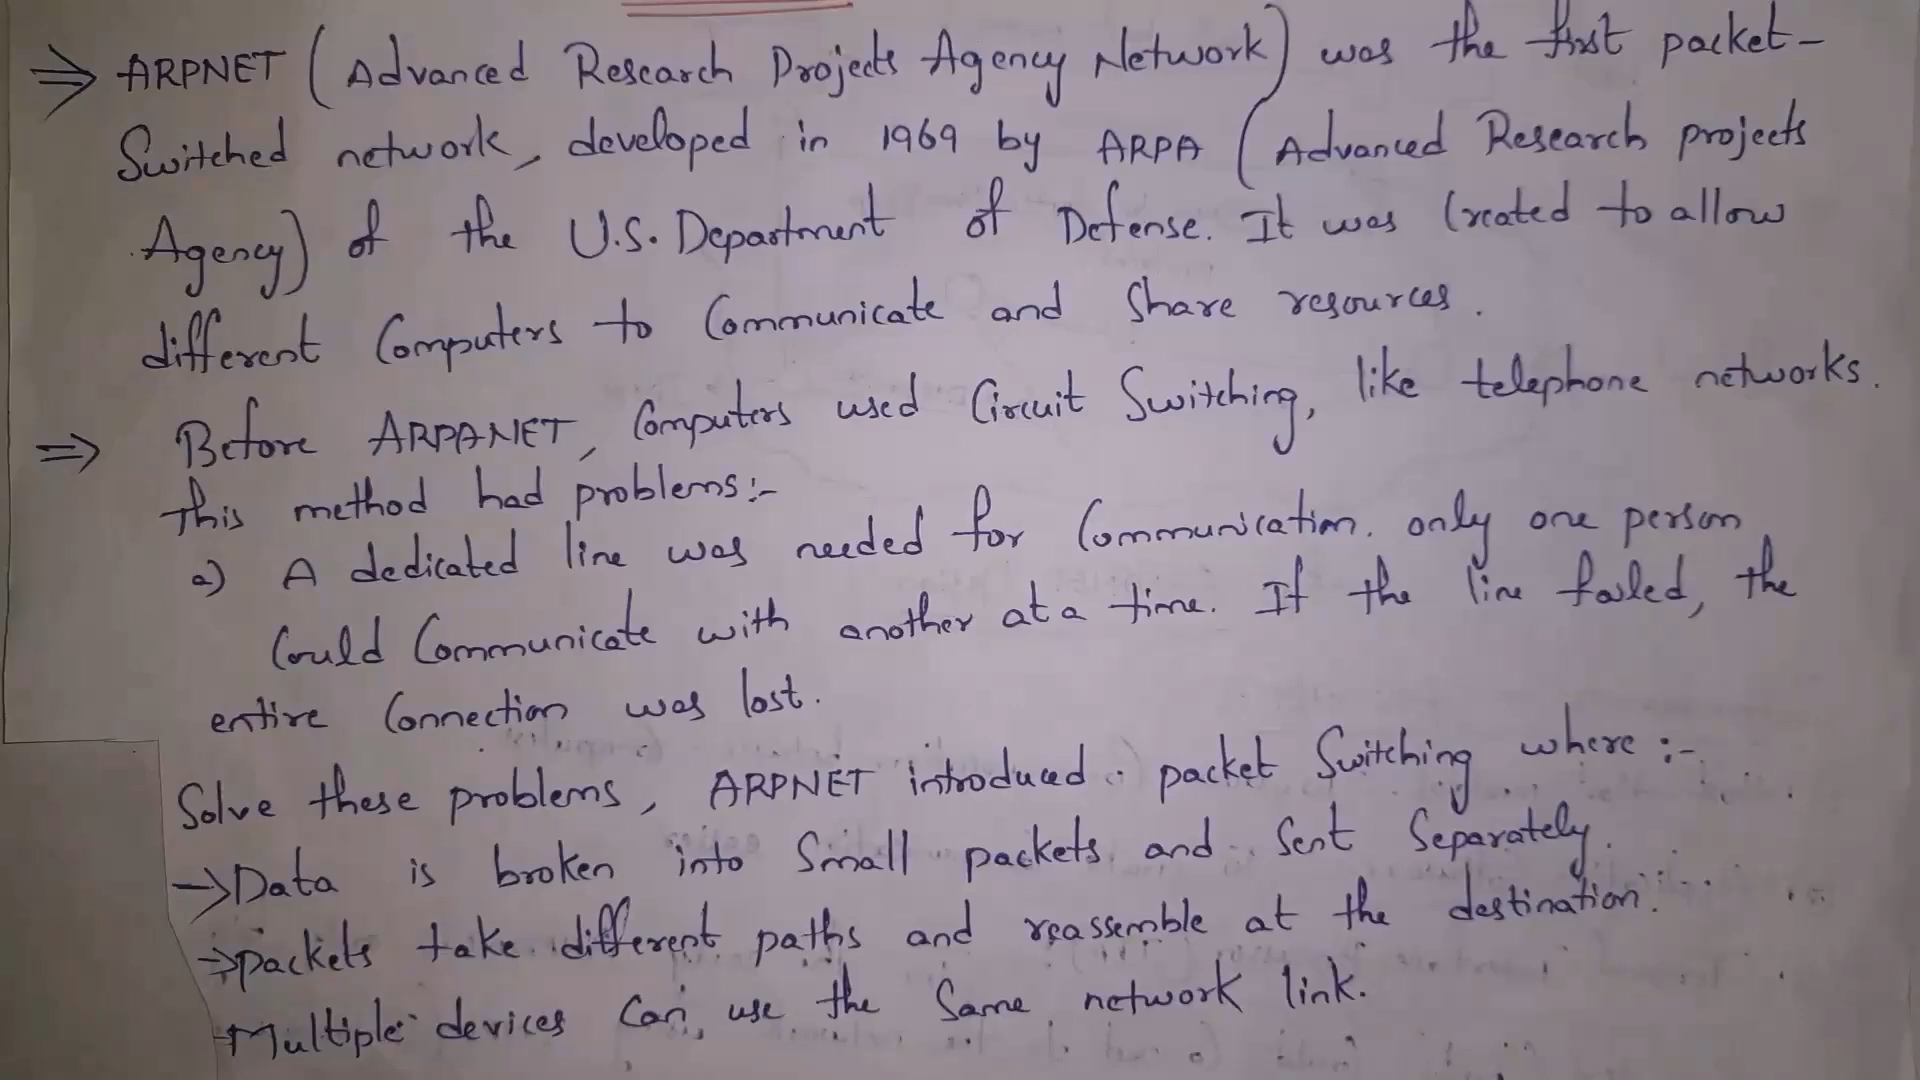 ⇒ ARPNET (Advanced Research Projects Agency Network) was the first packet-
Switched network, developed in 1969 by ARPA (Advanced Research projects
Agency) of the U.S. Department of Defense. It was Created to allow
different Computers to Communicate and Share resources.
⇒ Before ARPANET, Computers used Circuit Switching, like telephone networks.
This method had problems:-
a) A dedicated line was needed for Communication. only one person
Could Communicate with another at a time. If the line failed, the
entire Connection was lost.
Solve these problems, ARPNET introduced packet Switching where :-
→ Data is broken into Small packets and Sent Separately.
→ packets take different paths and reassemble at the destination.
Multiple devices Can use the Same network link.